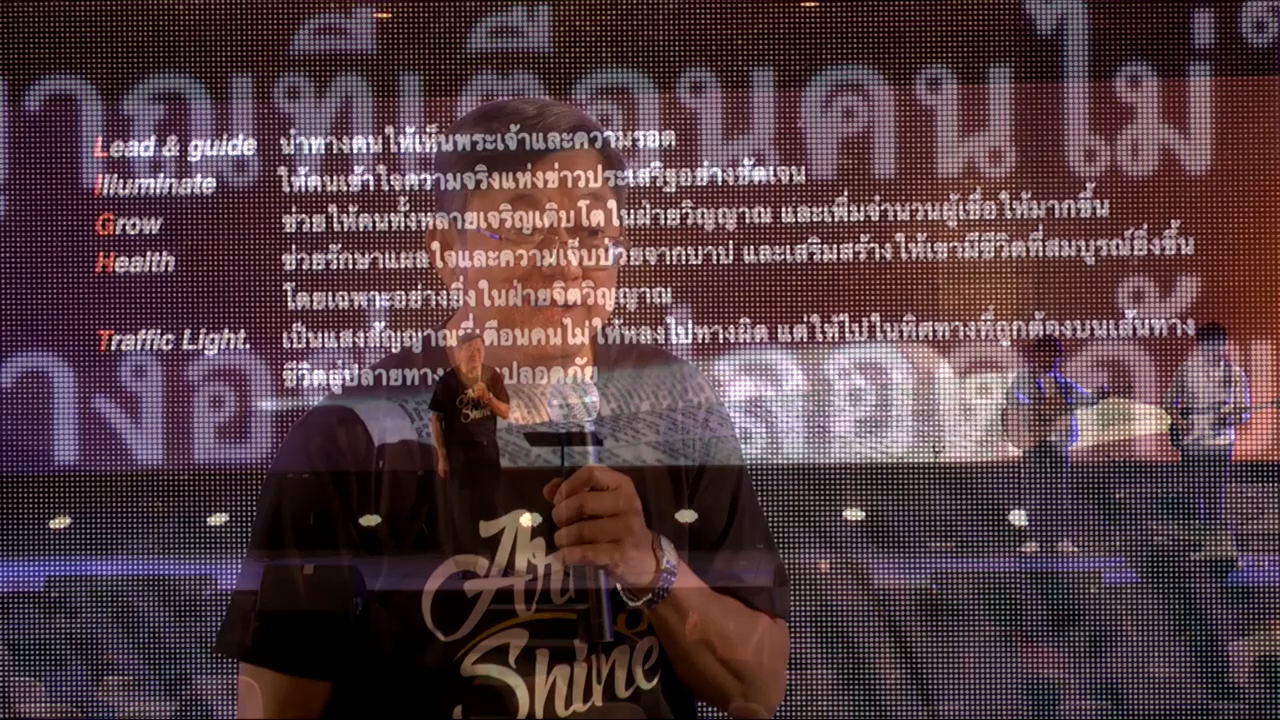 าณที่เตือนคนไม่
Lead & guide นำทางคนให้เห็นพระเจ้าและความรอด
Illuminate ให้คนเข้าใจความจริงแห่งข่าวประเสริฐอย่างชัดเจน
Grow ช่วยให้คนทั้งหลายเจริญเติบโตในฝ่ายวิญญาณ และเพิ่มจำนวนผู้เชื่อให้มากขึ้น
Health ช่วยรักษาแผลใจและความเจ็บป่วยจากบาป และเสริมสร้างให้เขามีชีวิตที่สมบูรณ์ยิ่งขึ้น
โดยเฉพาะอย่างยิ่งในฝ่ายจิตวิญญาณ
Traffic Light. เป็นแสงสัญญาณที่เตือนคนไม่ให้หลงไปทางผิด แต่ให้ไปในทิศทางที่ถูกต้องบนเส้นทาง
ชีวิตสู่ปลายทาง ปลอดภัย
Shine
Shine